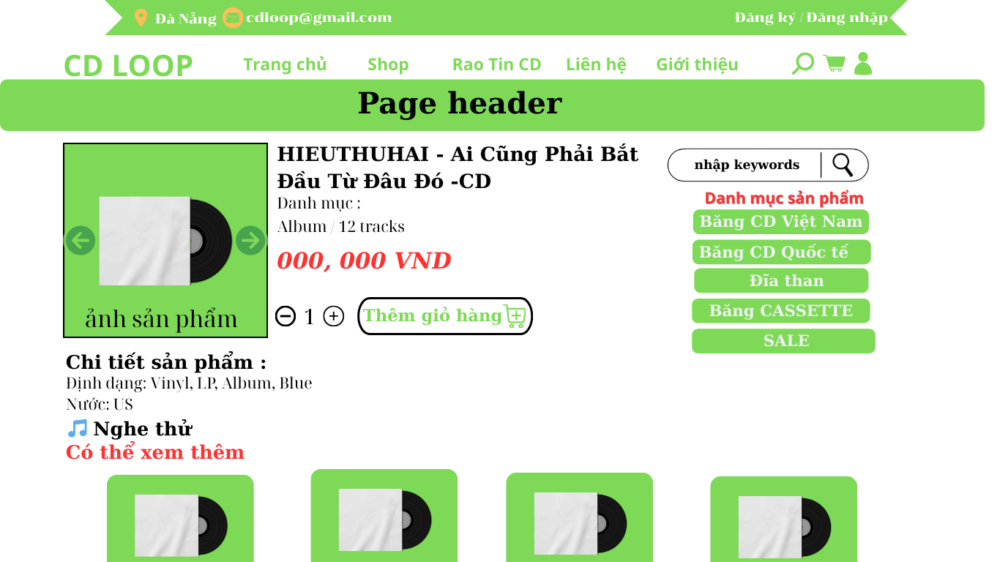 Đà Nẵng cdloop@gmail.com Đăng ký / Đăng nhập
CD LOOP Trang chủ Shop Rao Tin CD Liên hệ Giới thiệu
Page header
HIEUTHUHAI - Ai Cũng Phải Bắt
Đầu Từ Đâu Đó -CD
Danh mục :
Album / 12 tracks
000, 000 VND
ảnh sản phẩm
1 Thêm giỏ hàng
nhập keywords
Danh mục sản phẩm
Băng CD Việt Nam
Băng CD Quốc tế
Đĩa than
Băng CASSETTE
SALE
Chi tiết sản phẩm :
Định dạng: Vinyl, LP, Album, Blue
Nước: US
Nghe thử
Có thể xem thêm